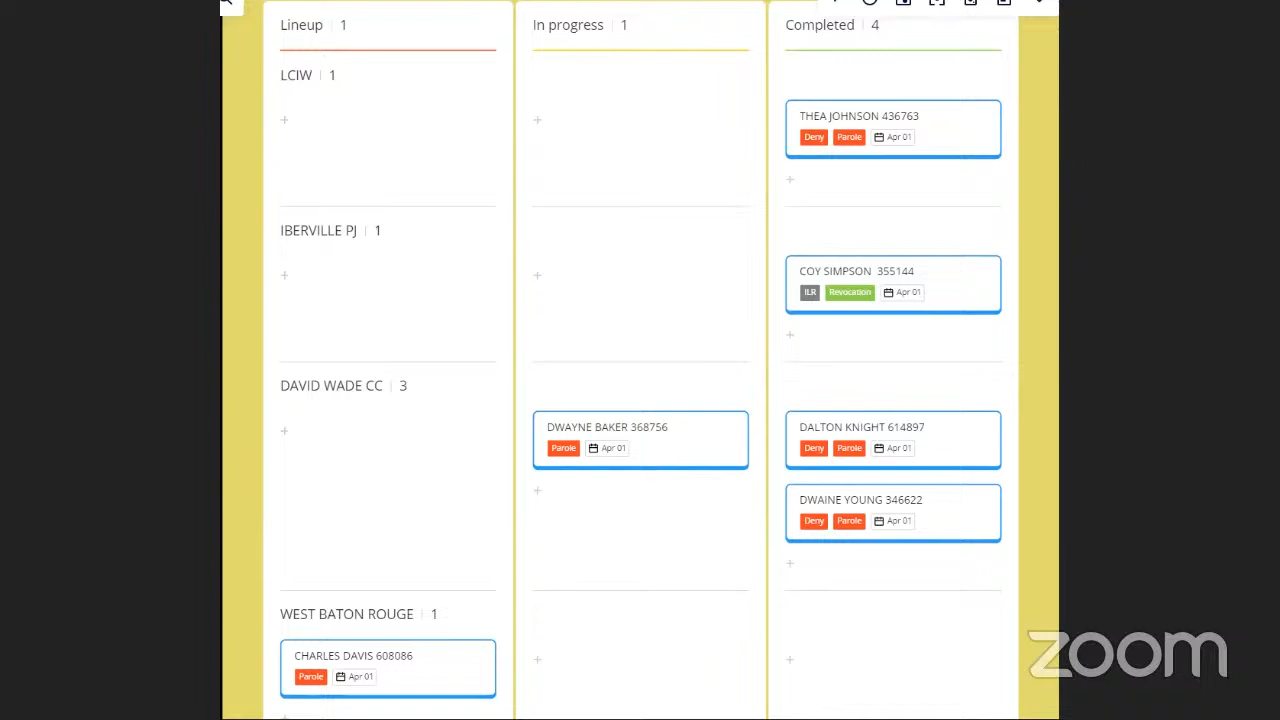 Lineup 1
In progress 1
Completed 4
LCIW 1
THEA JOHNSON 436763
Deny Parole Apr 01
IBERVILLE PJ 1
COY SIMPSON 355144
ILR Revocation Apr 01
DAVID WADE CC 3
DWAYNE BAKER 368756
Parole Apr 01
DALTON KNIGHT 614897
Deny Parole Apr 01
DWAINE YOUNG 346622
Deny Parole Apr 01
WEST BATON ROUGE 1
CHARLES DAVIS 608086
Parole Apr 01
zoom